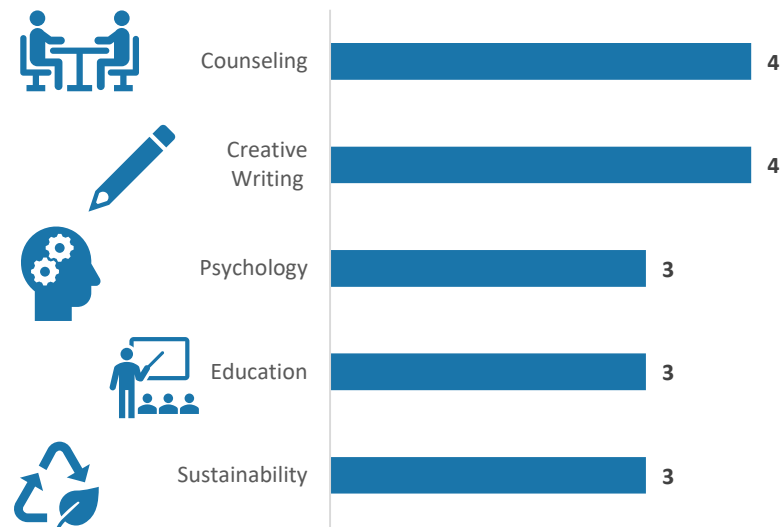 Counseling 4
Creative
Writing 4
Psychology 3
Education 3
Sustainability 3